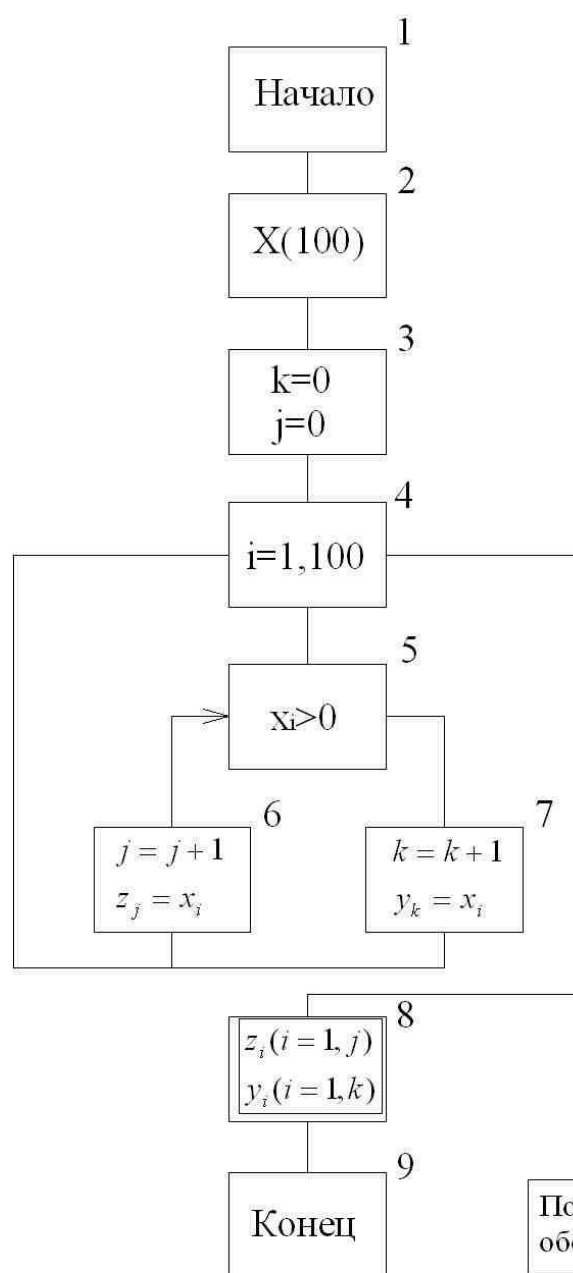 1
Начало
2
X(100)
3
k=0
j=0
4
i=1,100
5
xi>0
6
j = j + 1
z_j = x_i
7
k = k + 1
y_k = x_i
8
z_i (i = 1, j)
y_i (i = 1, k)
9
Конец